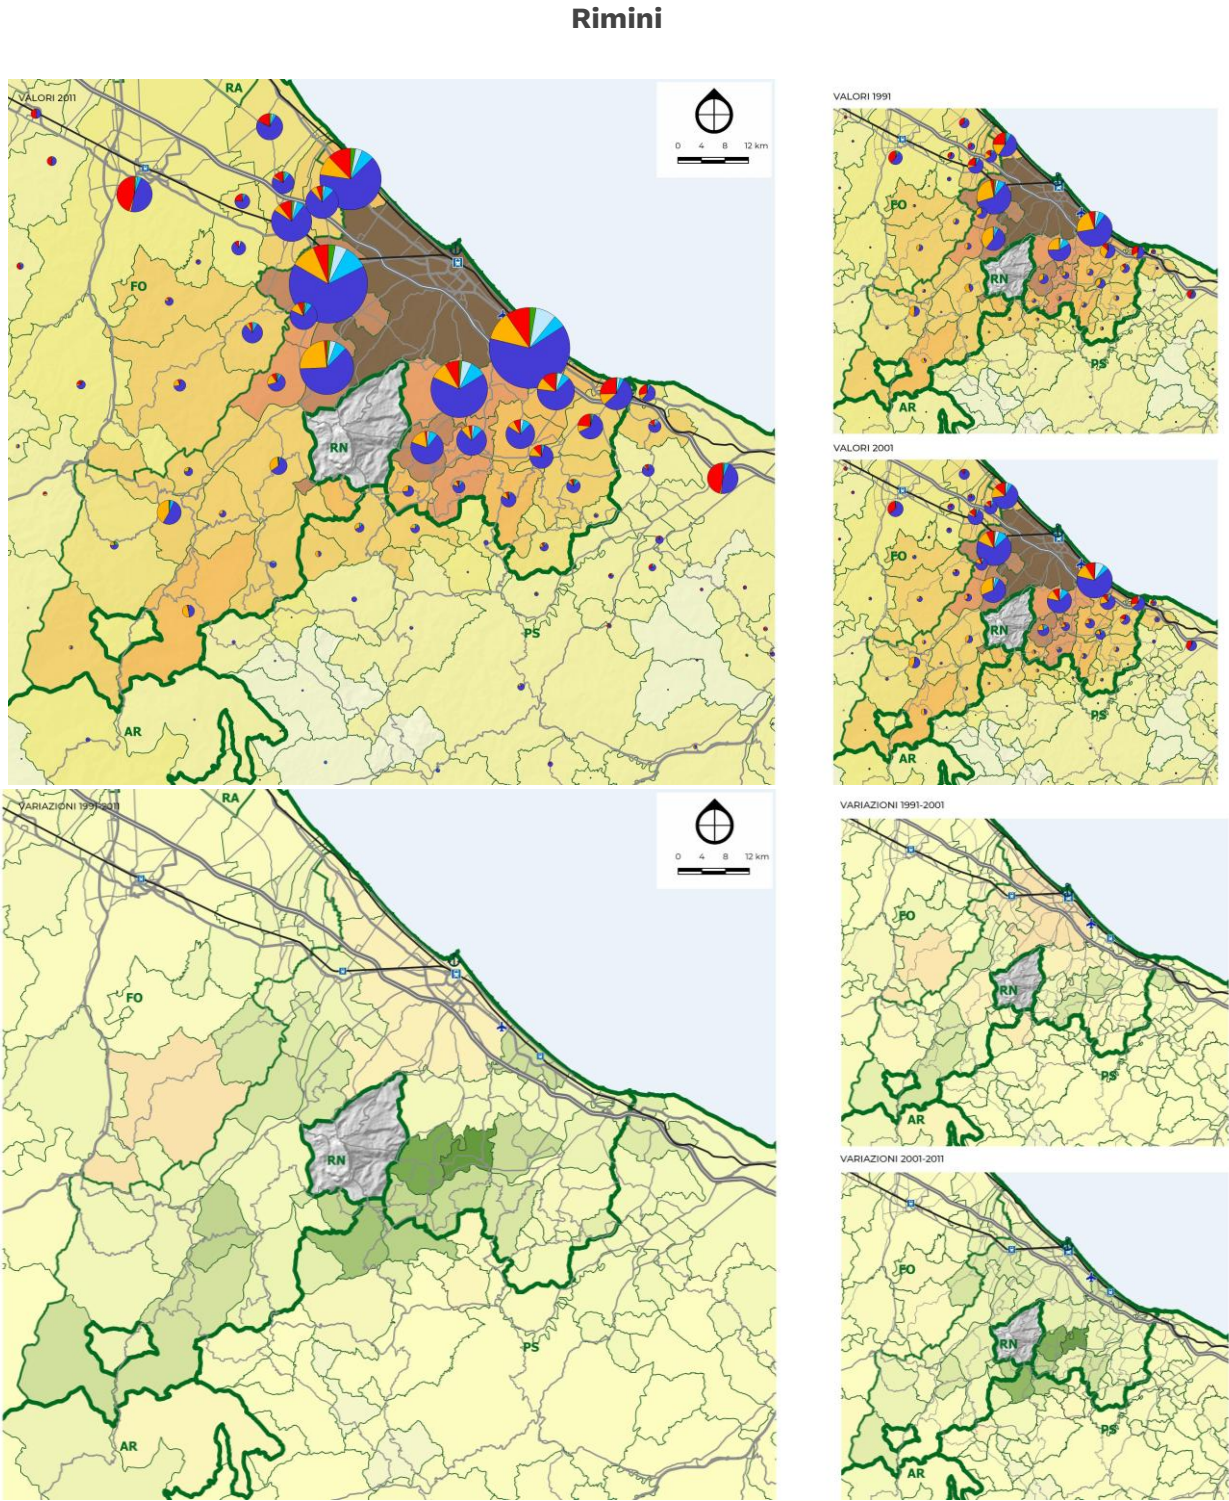 Rimini
VALORI 2011
RA
0 4 8 12 km
FO
RN
PS
AR
VALORI 1991
FO
RN
PS
AR
VALORI 2001
FO
RN
PS
AR
VARIAZIONI 1991-2011
RA
0 4 8 12 km
FO
RN
PS
AR
VARIAZIONI 1991-2001
FO
RN
PS
AR
VARIAZIONI 2001-2011
FO
RN
PS
AR